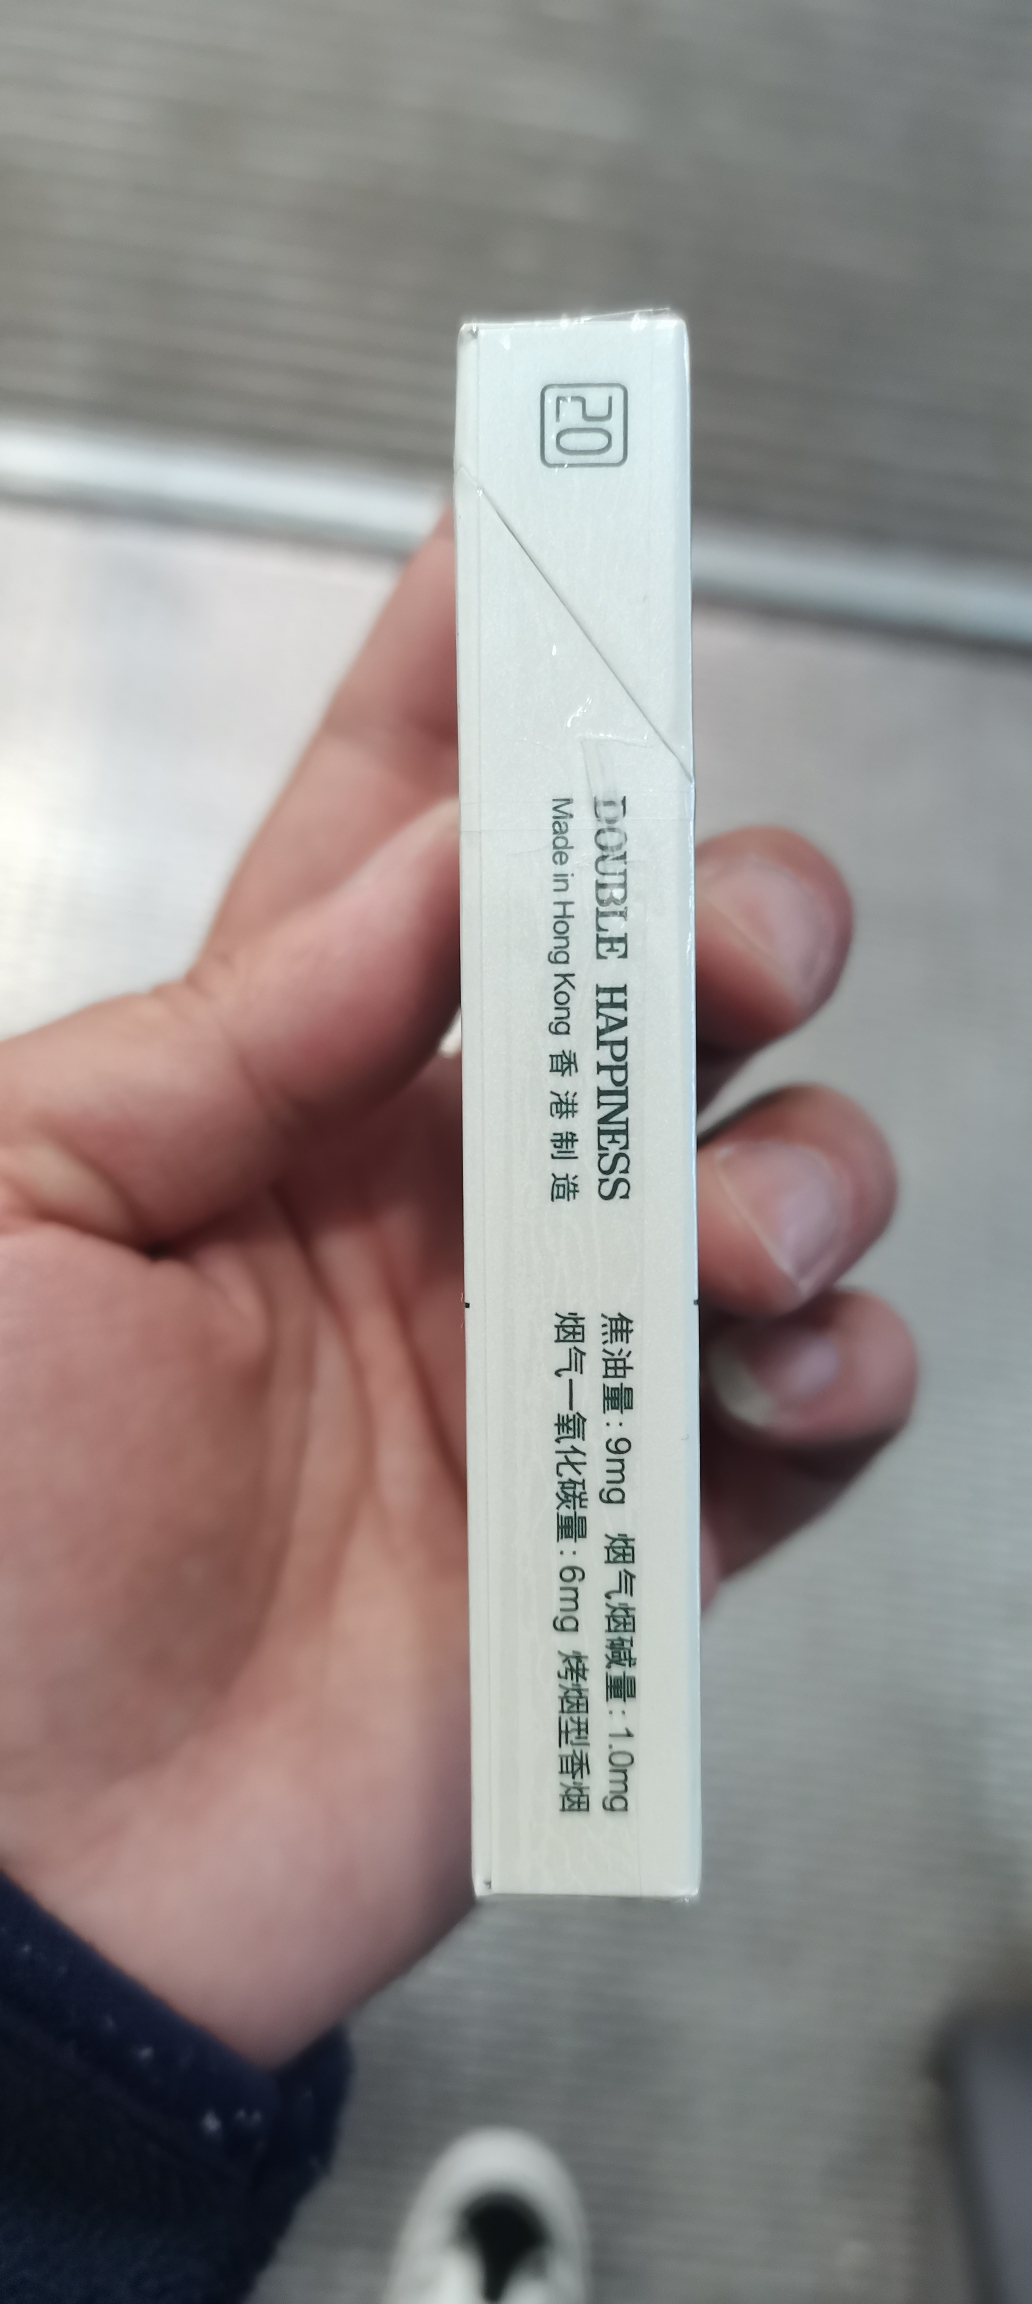 20
DOUBLE HAPPINESS
Made in Hong Kong 香港制造
焦油量:9mg 烟气烟碱量:1.0mg
烟气一氧化碳量:6mg 烤烟型香烟